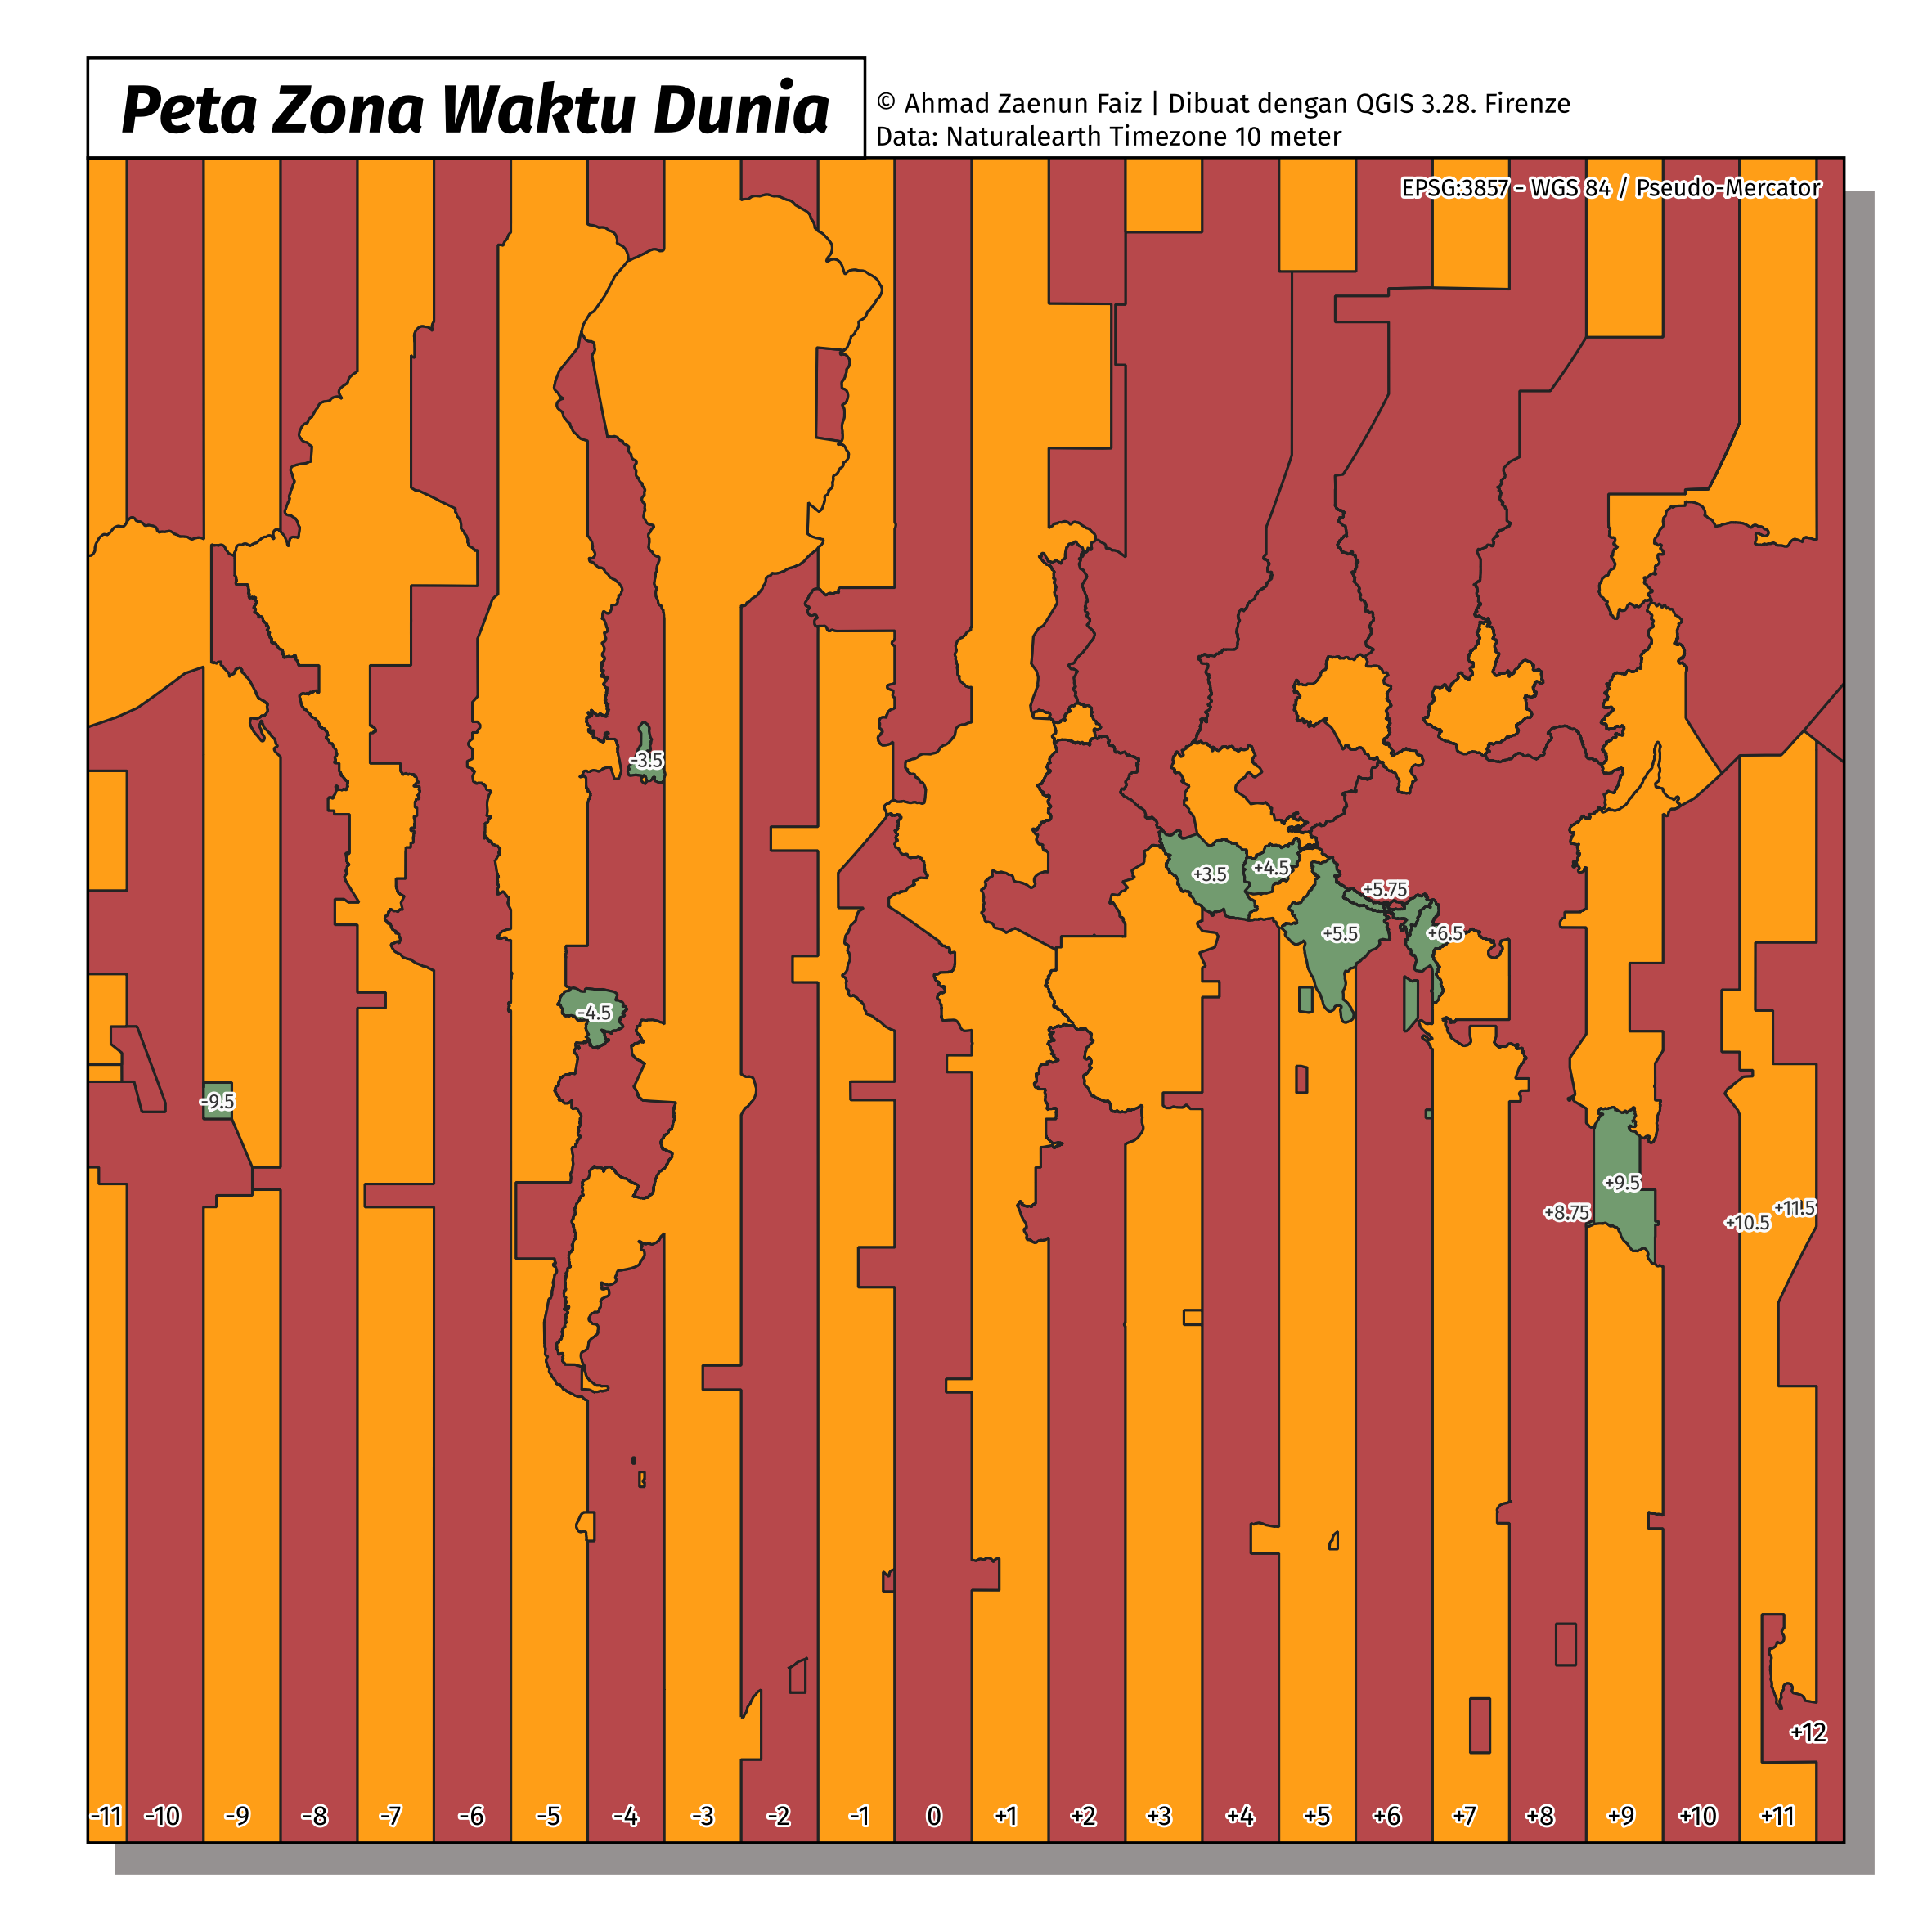 Peta Zona Waktu Dunia
© Ahmad Zaenun Faiz | Dibuat dengan QGIS 3.28. Firenze
Data: Naturalearth Timezone 10 meter
EPSG:3857 - WGS 84 / Pseudo-Mercator
-3.5
+3.5
+4.5
+5.75
+5.5
+6.5
-4.5
-9.5
+9.5
+8.75
+10.5
+11.5
+12
-11 -10 -9 -8 -7 -6 -5 -4 -3 -2 -1 0 +1 +2 +3 +4 +5 +6 +7 +8 +9 +10 +11